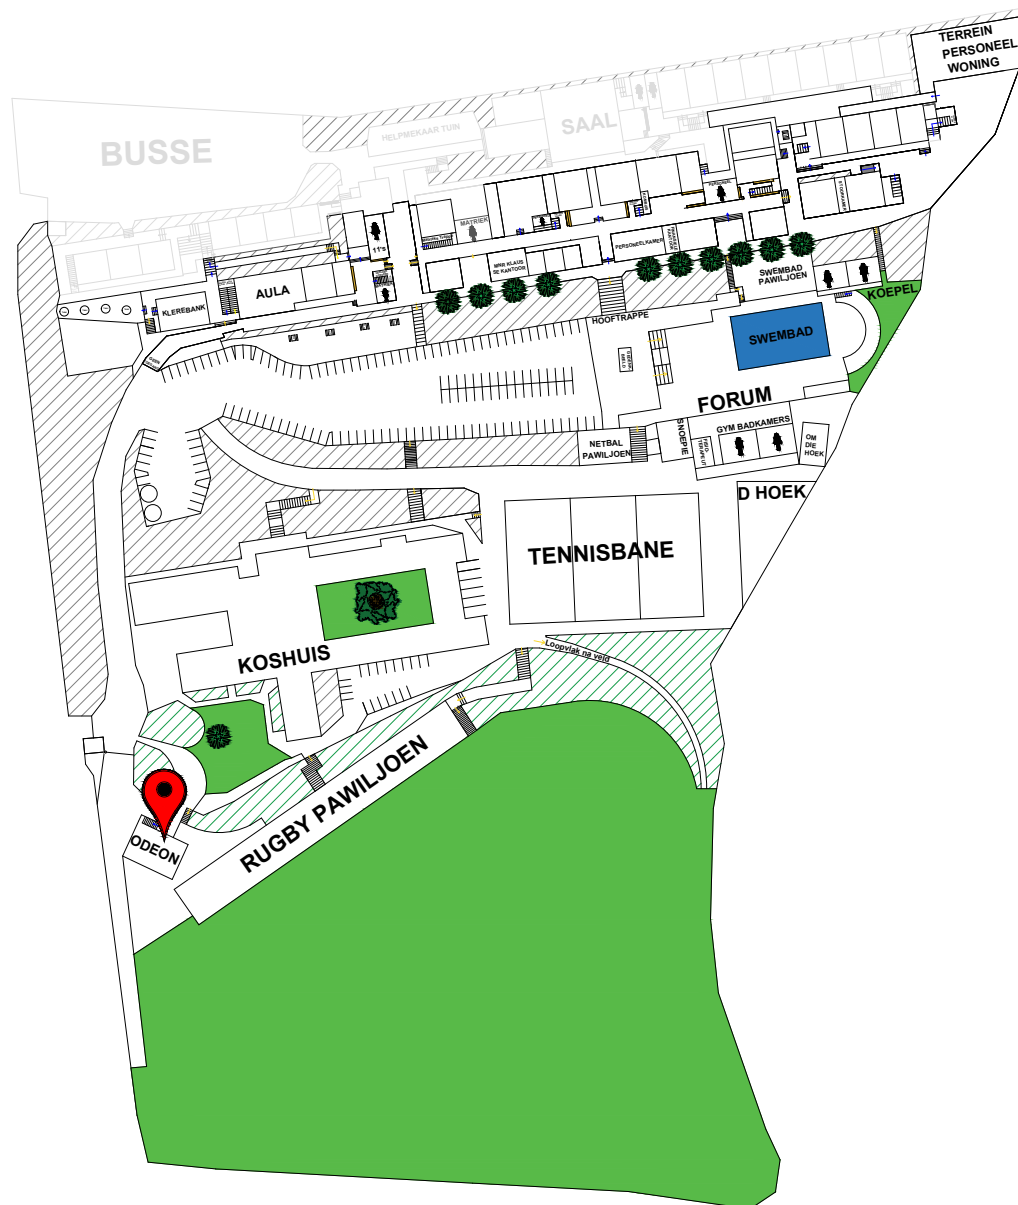 TERREIN
PERSONEEL
WONING
BUSSE
HELPMEKAAR TUIN
SAAL
MATRIEK
11's
PERSONEEL
STOORKAMER
PERSONEELKAMER
MNR KLAUS
SE KANTOOR
AULA
KLEREBANK
SWEMBAD
PAWILJOEN
KOEPEL
HOOFTRAPPE
SWEMBAD
FORUM
GYM BADKAMERS
SNOEPIE
NETBAL
PAWILJOEN
OM
DIE
HOEK
D HOEK
TENNISBANE
KOSHUIS
Loopvlak na veld
RUGBY PAWILJOEN
ODEON